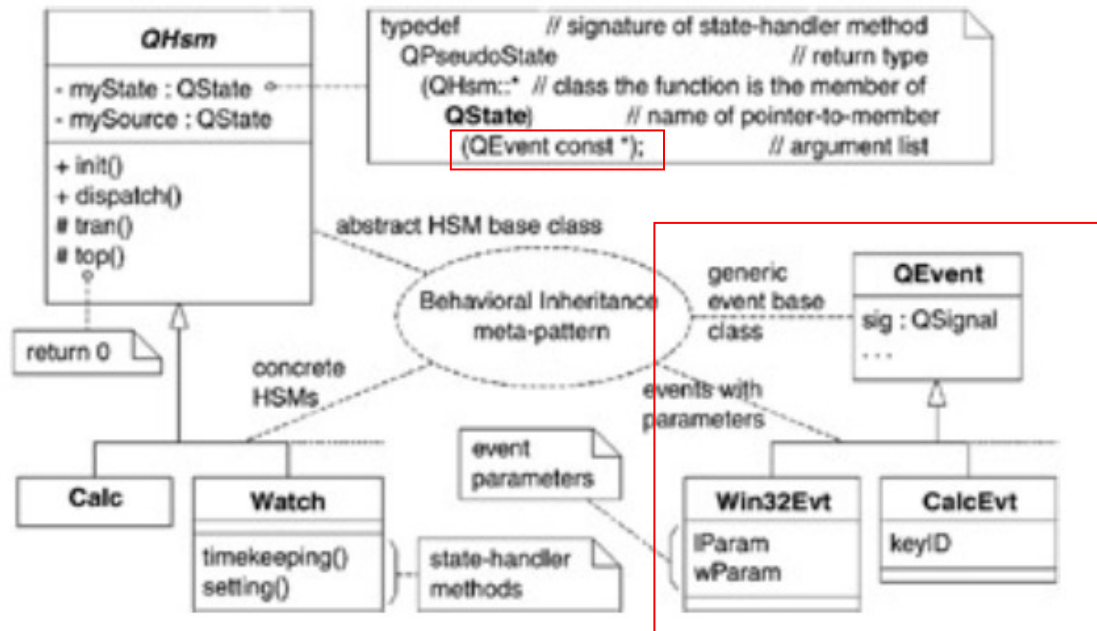 QHsm
- myState : QState
- mySource : QState
+ init()
+ dispatch()
# tran()
# top()
typedef // signature of state-handler method
QPseudoState // return type
(QHsm::* // class the function is the member of
QState) // name of pointer-to-member
(QEvent const *); // argument list
abstract HSM base class
Behavioral Inheritance
meta-pattern
generic
event base
class
QEvent
sig : QSignal
. . .
return 0
concrete
HSMs
events with
parameters
event
parameters
Calc
Watch
timekeeping()
setting()
state-handler
methods
Win32Evt
lParam
wParam
CalcEvt
keyID